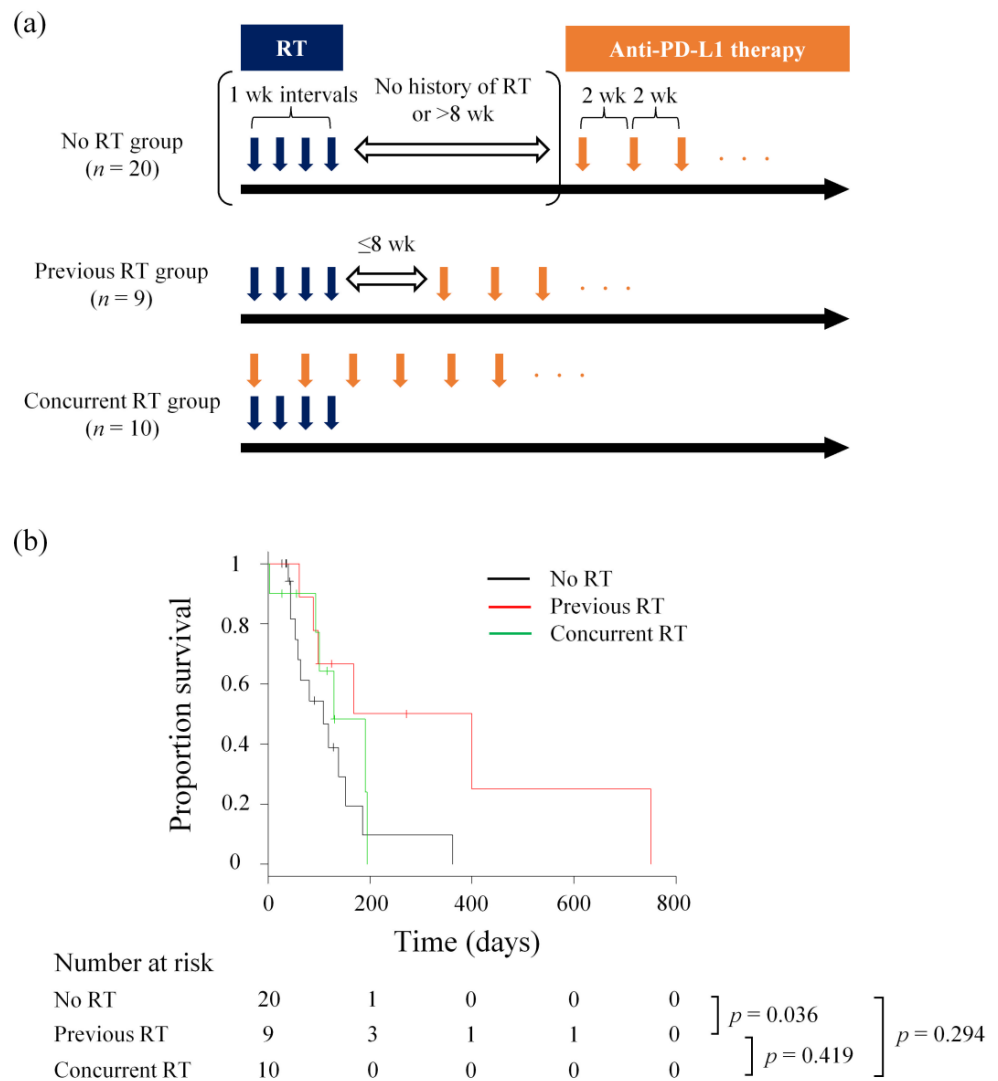 (a)
RT
Anti-PD-L1 therapy
1 wk intervals
No history of RT
or >8 wk
2 wk 2 wk
No RT group
(n = 20)
. . .
≤8 wk
Previous RT group
(n = 9)
. . .
Concurrent RT group
(n = 10)
. . .
(b)
Proportion survival
1
0.8
0.6
0.4
0.2
0
No RT
Previous RT
Concurrent RT
0 200 400 600 800
Time (days)
Number at risk
No RT 20 1 0 0 0
p = 0.036
Previous RT 9 3 1 1 0
p = 0.294
p = 0.419
Concurrent RT 10 0 0 0 0